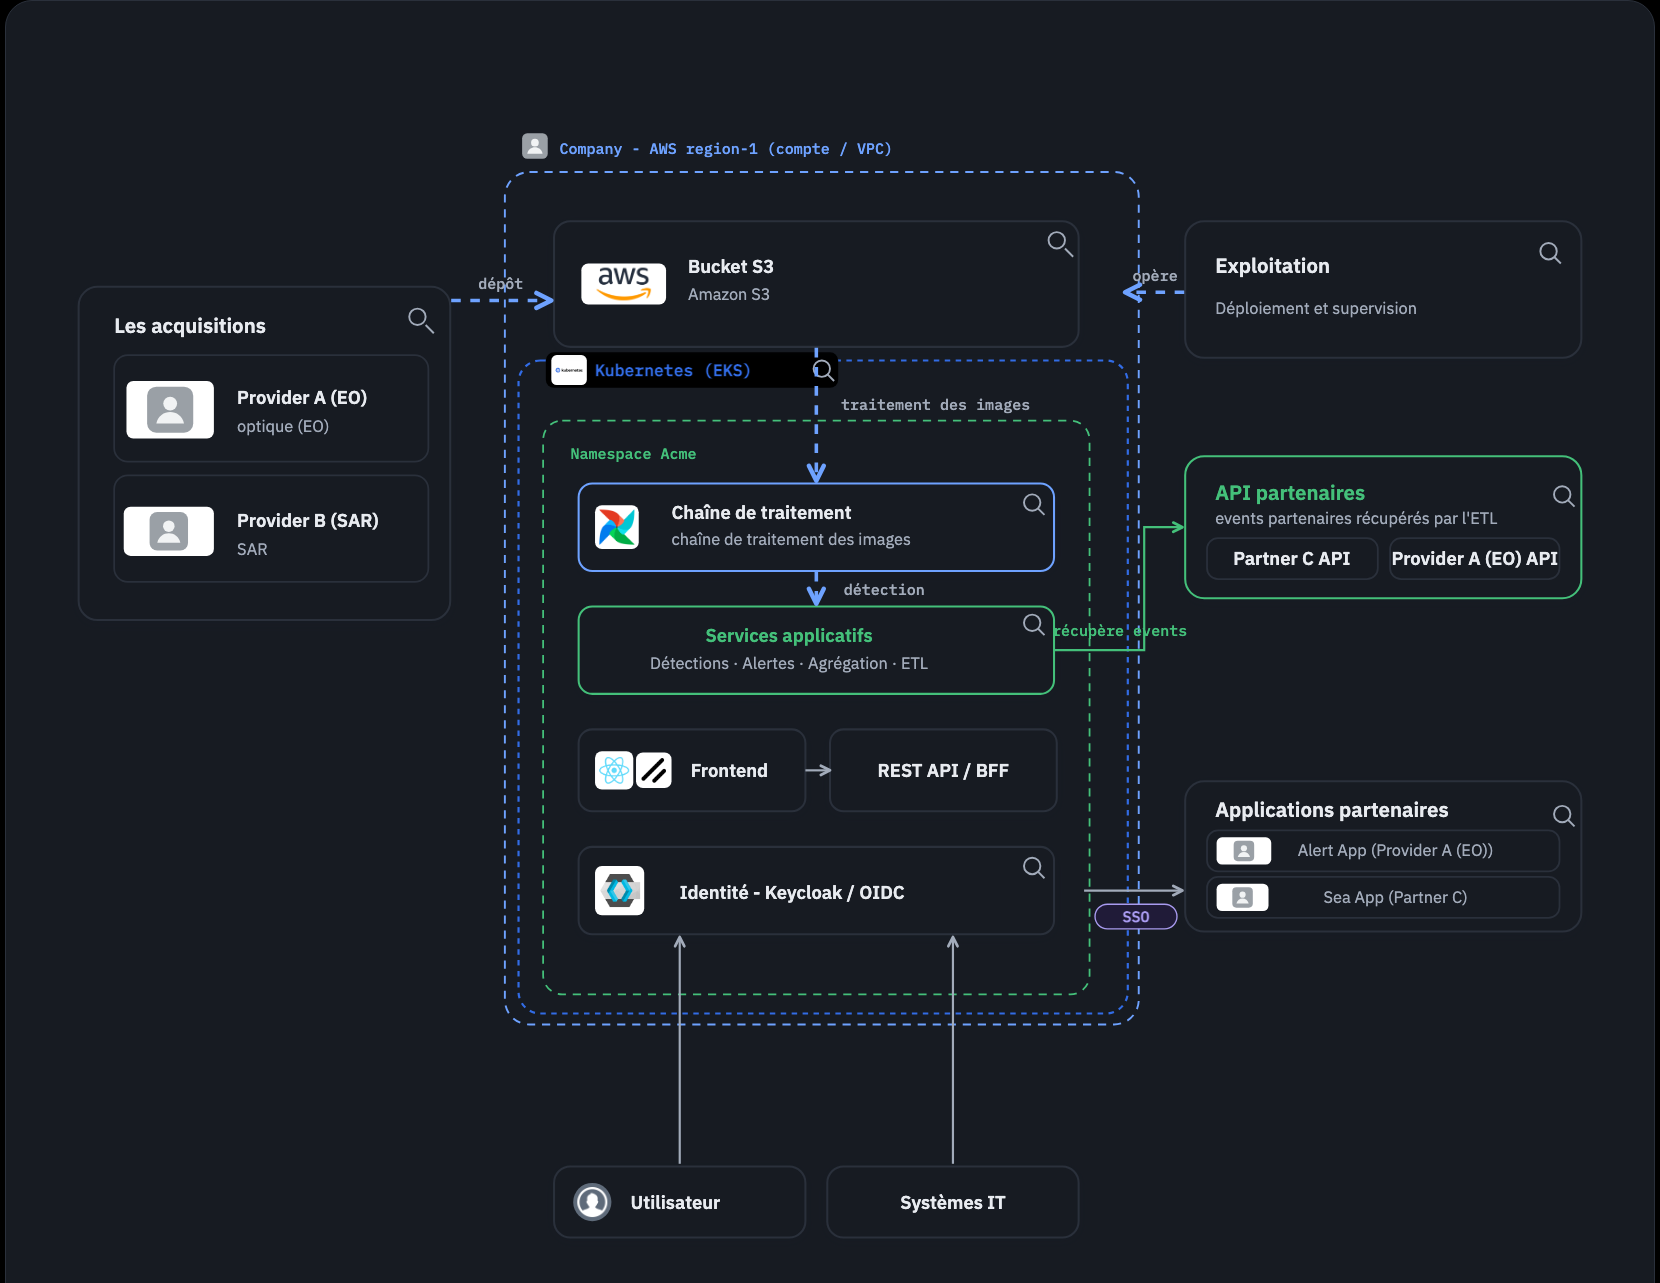 Company - AWS region-1 (compte / VPC)
aws
Bucket S3
Amazon S3
dépôt
opère
Exploitation
Déploiement et supervision
Les acquisitions
Provider A (EO)
optique (EO)
Provider B (SAR)
SAR
kubernetes
Kubernetes (EKS)
traitement des images
Namespace Acme
Chaîne de traitement
chaîne de traitement des images
détection
Services applicatifs
Détections · Alertes · Agrégation · ETL
récupère events
API partenaires
events partenaires récupérés par l'ETL
Partner C API
Provider A (EO) API
Frontend
REST API / BFF
Identité - Keycloak / OIDC
SSO
Applications partenaires
Alert App (Provider A (EO))
Sea App (Partner C)
Utilisateur
Systèmes IT